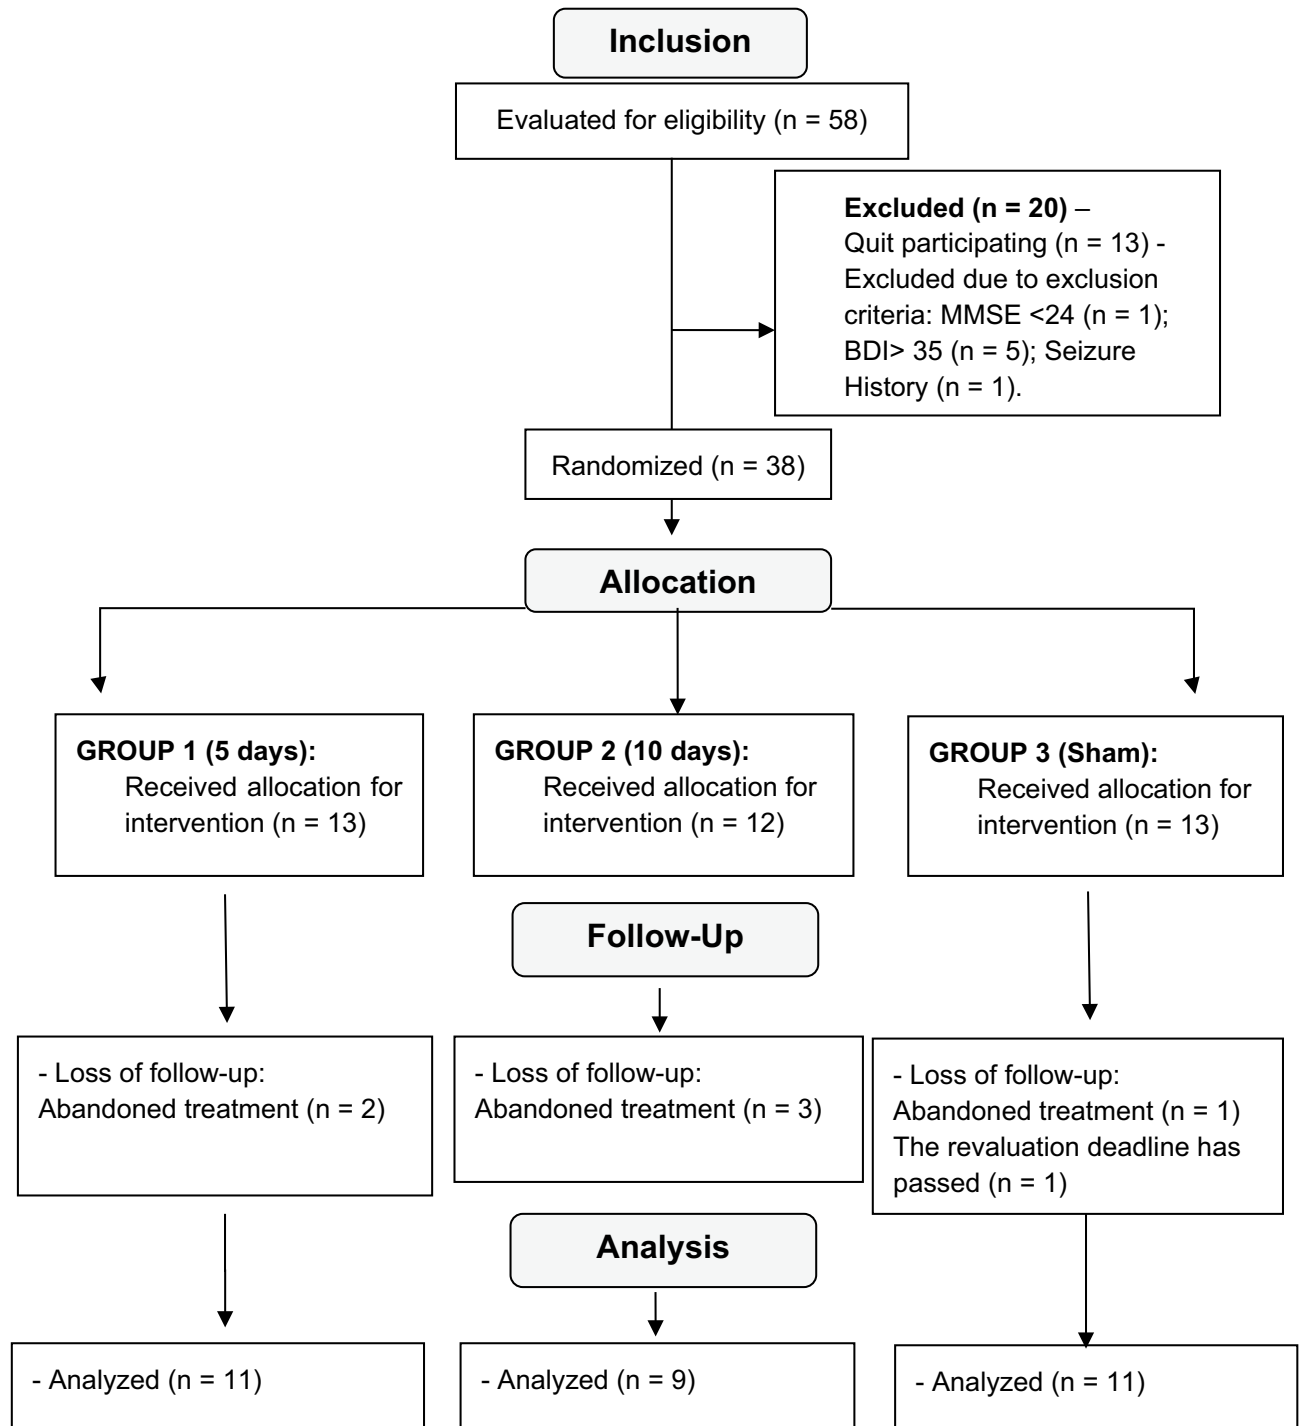 Inclusion
Evaluated for eligibility (n = 58)
Excluded (n = 20) –
Quit participating (n = 13) -
Excluded due to exclusion
criteria: MMSE <24 (n = 1);
BDI> 35 (n = 5); Seizure
History (n = 1).
Randomized (n = 38)
Allocation
GROUP 1 (5 days):
Received allocation for
intervention (n = 13)
GROUP 2 (10 days):
Received allocation for
intervention (n = 12)
GROUP 3 (Sham):
Received allocation for
intervention (n = 13)
Follow-Up
- Loss of follow-up:
Abandoned treatment (n = 2)
- Loss of follow-up:
Abandoned treatment (n = 3)
- Loss of follow-up:
Abandoned treatment (n = 1)
The revaluation deadline has
passed (n = 1)
Analysis
- Analyzed (n = 11)
- Analyzed (n = 9)
- Analyzed (n = 11)